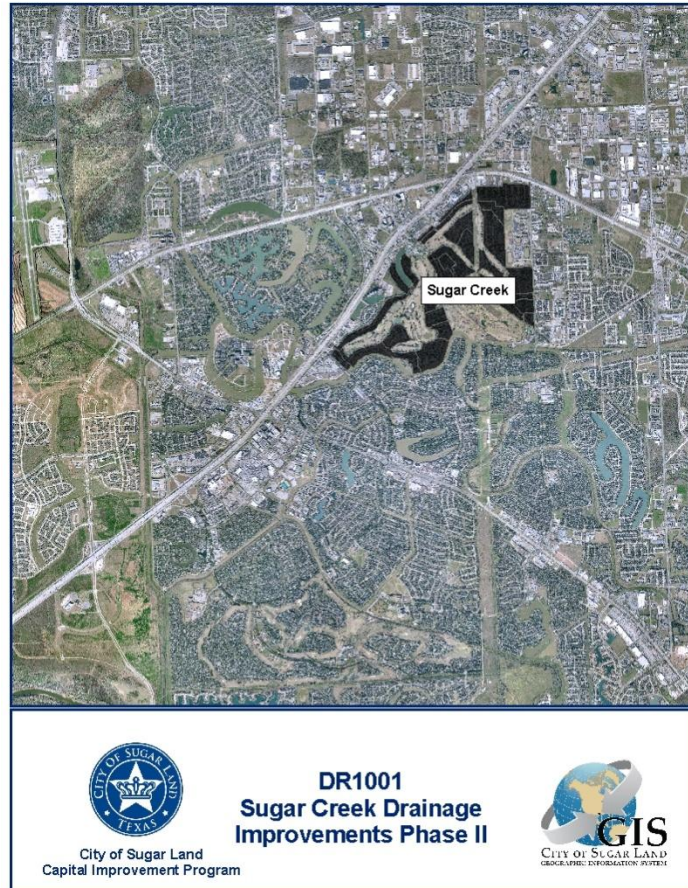 Sugar Creek
CITY OF SUGAR LAND
TEXAS
City of Sugar Land
Capital Improvement Program
DR1001
Sugar Creek Drainage
Improvements Phase II
GIS
CITY OF SUGAR LAND
GEOGRAPHIC INFORMATION SYSTEM